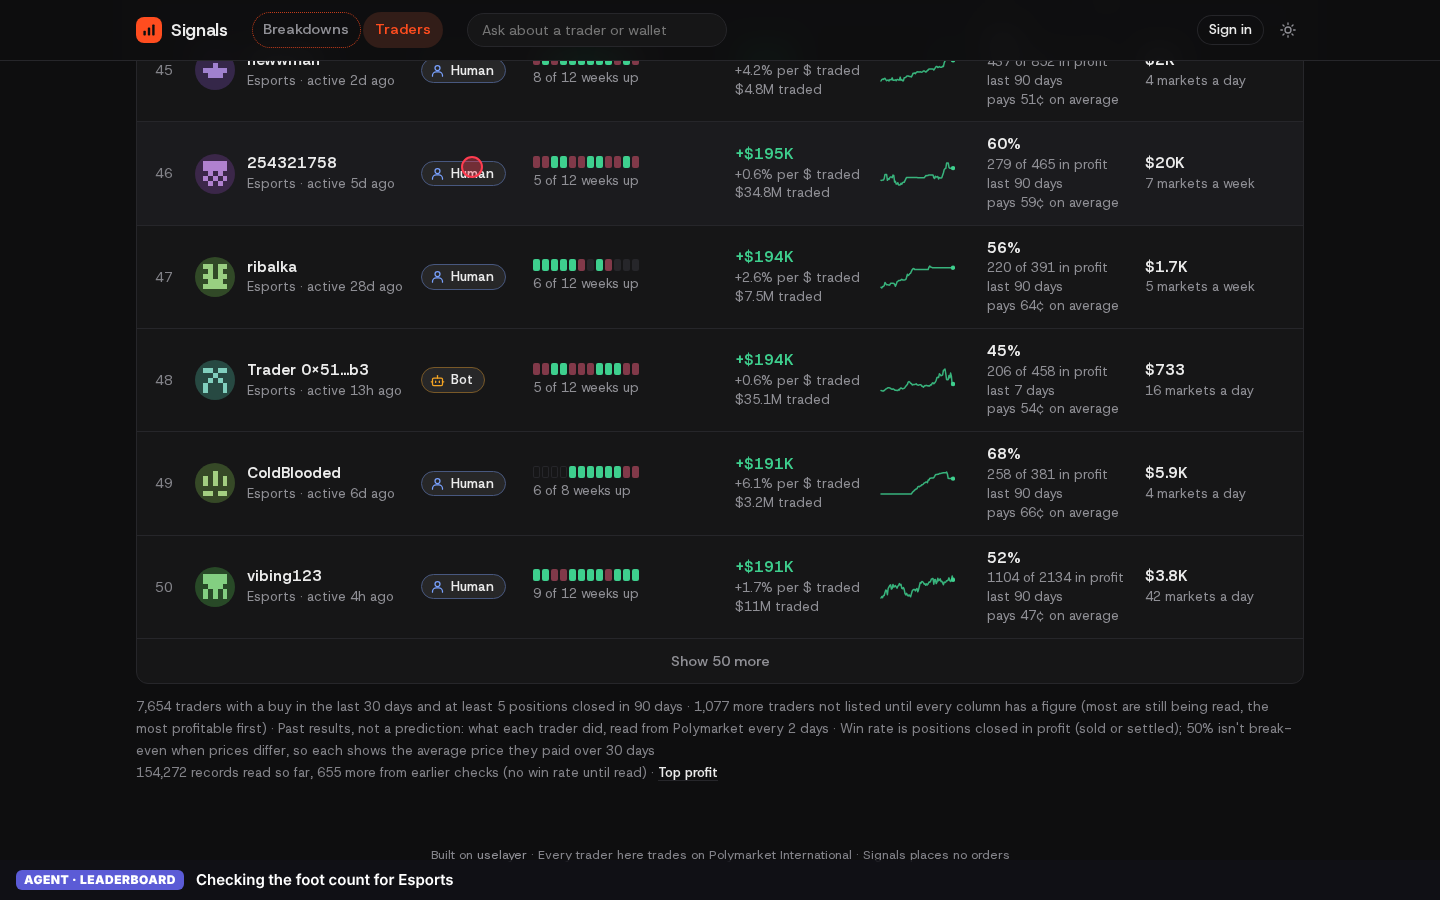 Signals
Breakdowns
Traders
Ask about a trader or wallet
Sign in
45
newwman
Esports · active 2d ago
Human
8 of 12 weeks up
+4.2% per $ traded
$4.8M traded
437 of 852 in profit
last 90 days
pays 51¢ on average
$2K
4 markets a day
46
254321758
Esports · active 5d ago
Human
5 of 12 weeks up
+$195K
+0.6% per $ traded
$34.8M traded
60%
279 of 465 in profit
last 90 days
pays 59¢ on average
$20K
7 markets a week
47
ribalka
Esports · active 28d ago
Human
6 of 12 weeks up
+$194K
+2.6% per $ traded
$7.5M traded
56%
220 of 391 in profit
last 90 days
pays 64¢ on average
$1.7K
5 markets a week
48
Trader 0×51…b3
Esports · active 13h ago
Bot
5 of 12 weeks up
+$194K
+0.6% per $ traded
$35.1M traded
45%
206 of 458 in profit
last 7 days
pays 54¢ on average
$733
16 markets a day
49
ColdBlooded
Esports · active 6d ago
Human
6 of 8 weeks up
+$191K
+6.1% per $ traded
$3.2M traded
68%
258 of 381 in profit
last 90 days
pays 66¢ on average
$5.9K
4 markets a day
50
vibing123
Esports · active 4h ago
Human
9 of 12 weeks up
+$191K
+1.7% per $ traded
$11M traded
52%
1104 of 2134 in profit
last 90 days
pays 47¢ on average
$3.8K
42 markets a day
Show 50 more
7,654 traders with a buy in the last 30 days and at least 5 positions closed in 90 days · 1,077 more traders not listed until every column has a figure (most are still being read, the
most profitable first) · Past results, not a prediction: what each trader did, read from Polymarket every 2 days · Win rate is positions closed in profit (sold or settled); 50% isn't break-
even when prices differ, so each shows the average price they paid over 30 days
154,272 records read so far, 655 more from earlier checks (no win rate until read) · Top profit
Built on uselayer · Every trader here trades on Polymarket International · Signals places no orders
AGENT · LEADERBOARD
Checking the foot count for Esports